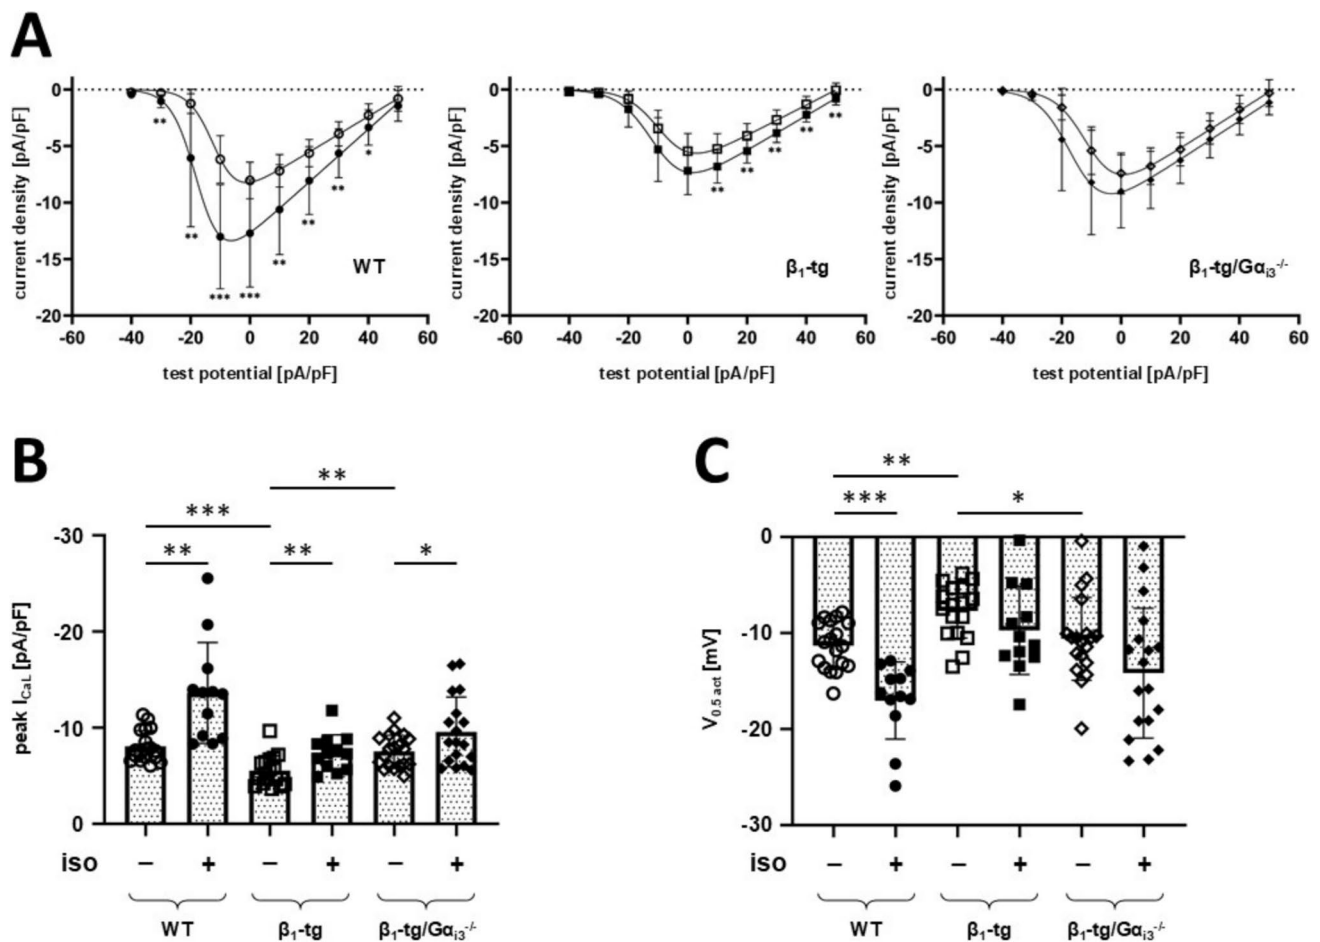 A
0
-5
-10
-15
-20
-60 -40 -20 0 20 40 60
current density [pA/pF]
test potential [pA/pF]
WT
** ** *** *** ** ** ** *
0
-5
-10
-15
-20
-60 -40 -20 0 20 40 60
current density [pA/pF]
test potential [pA/pF]
β1-tg
** ** ** ** **
0
-5
-10
-15
-20
-60 -40 -20 0 20 40 60
current density [pA/pF]
test potential [pA/pF]
β1-tg/Gαi3-/-
B
**
***
** ** *
-30
-20
-10
0
peak ICaL [pA/pF]
iso − + − + − +
WT β1-tg β1-tg/Gαi3-/-
C
**
*** *
0
-10
-20
-30
V0.5 act [mV]
iso − + − + − +
WT β1-tg β1-tg/Gαi3-/-